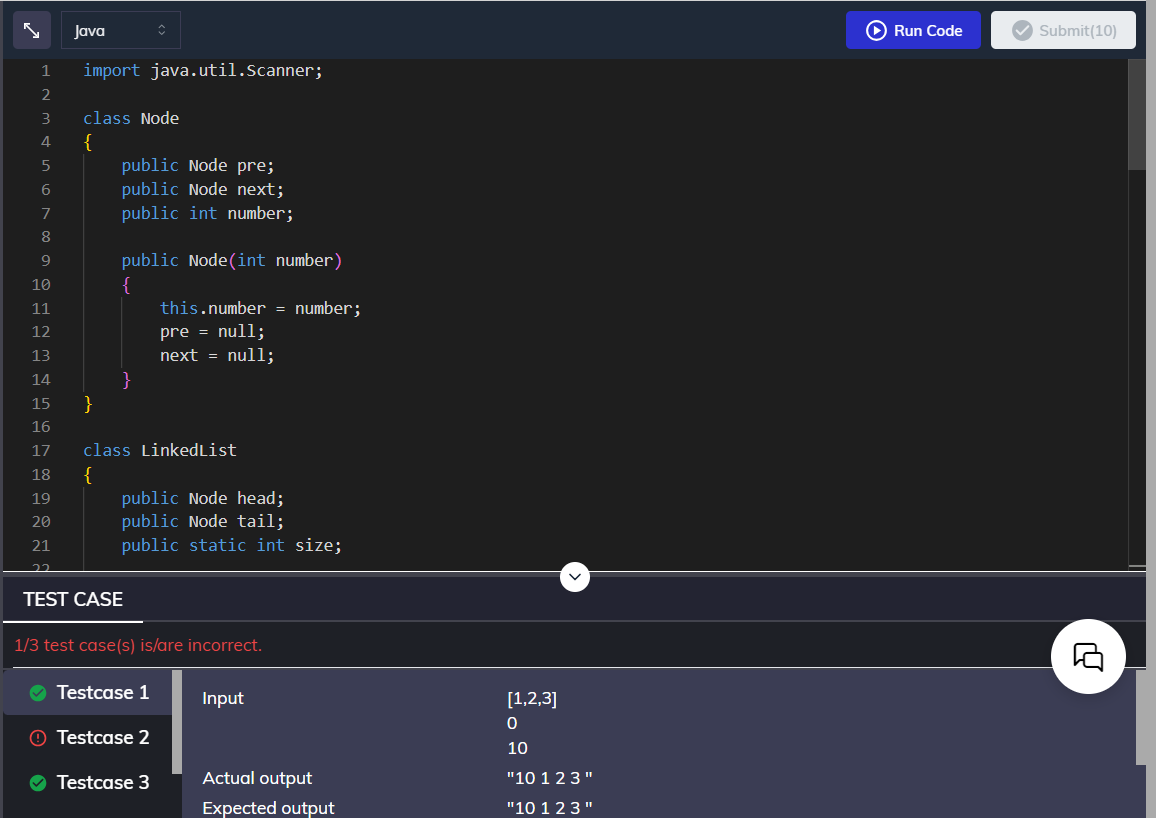 Java Run Code Submit(10)
1 import java.util.Scanner;
2
3 class Node
4 {
5     public Node pre;
6     public Node next;
7     public int number;
8
9     public Node(int number)
10     {
11         this.number = number;
12         pre = null;
13         next = null;
14     }
15 }
16
17 class LinkedList
18 {
19     public Node head;
20     public Node tail;
21     public static int size;
22
TEST CASE
1/3 test case(s) is/are incorrect.
Testcase 1
Testcase 2
Testcase 3
Input [1,2,3]
0
10
Actual output "10 1 2 3 "
Expected output "10 1 2 3 "